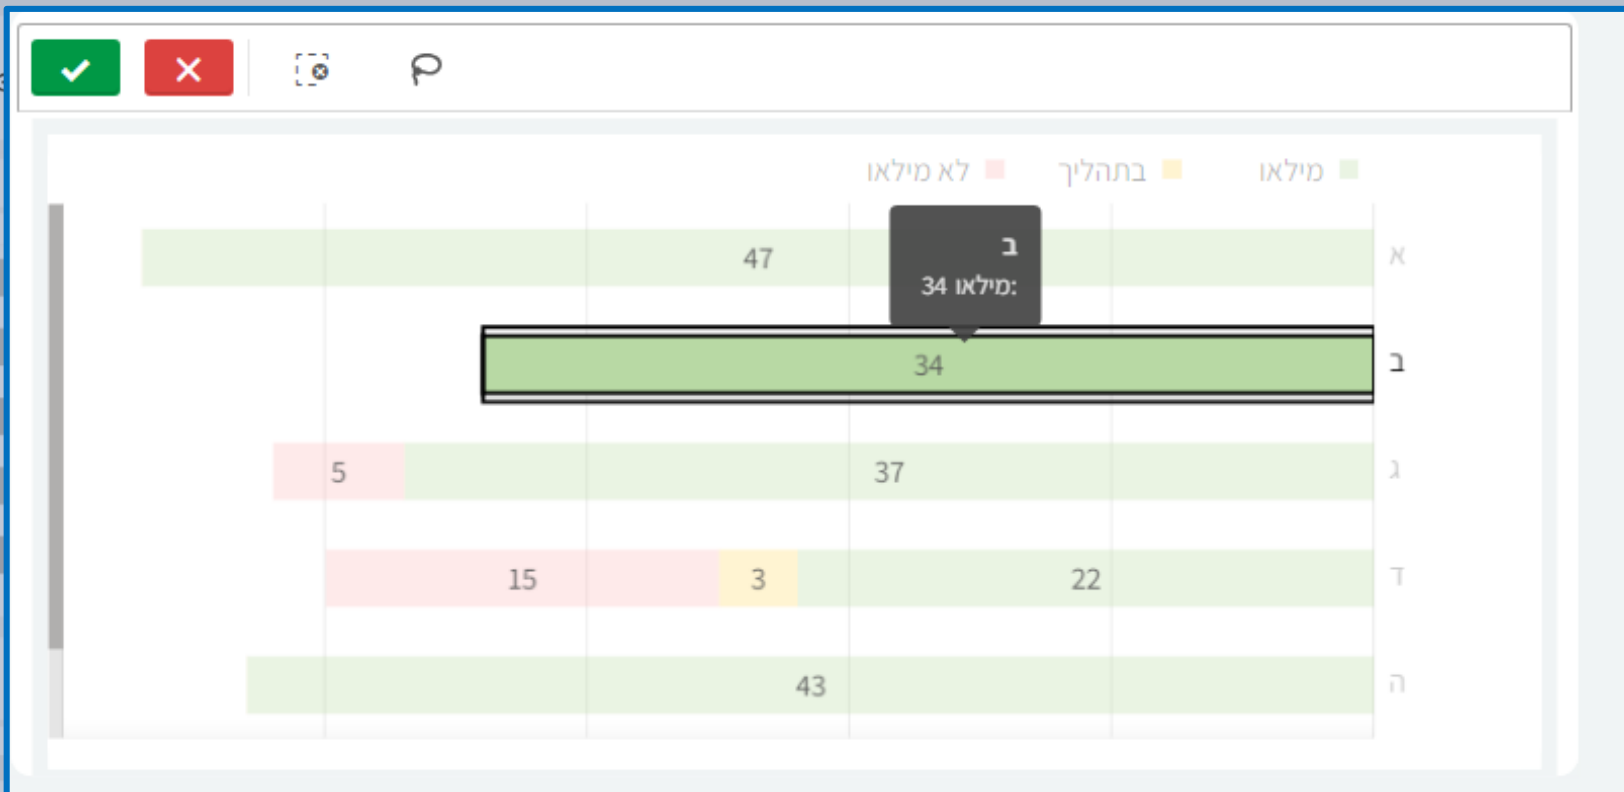 מילאו בתהליך לא מילאו
א 47
ב
מילאו: 34
ב 34
ג 37 5
ד 22 3 15
ה 43